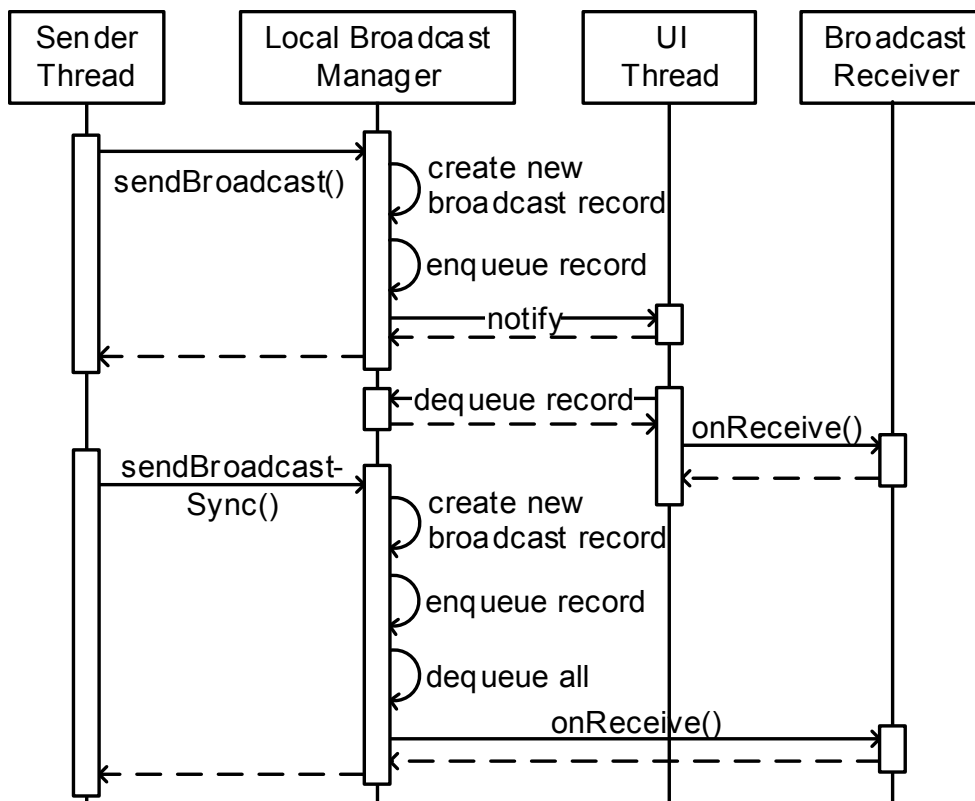 Sender
Thread
Local Broadcast
Manager
UI
Thread
Broadcast
Receiver
sendBroadcast()
create new
broadcast record
enqueue record
notify
dequeue record
onReceive()
sendBroadcast-
Sync()
create new
broadcast record
enqueue record
dequeue all
onReceive()